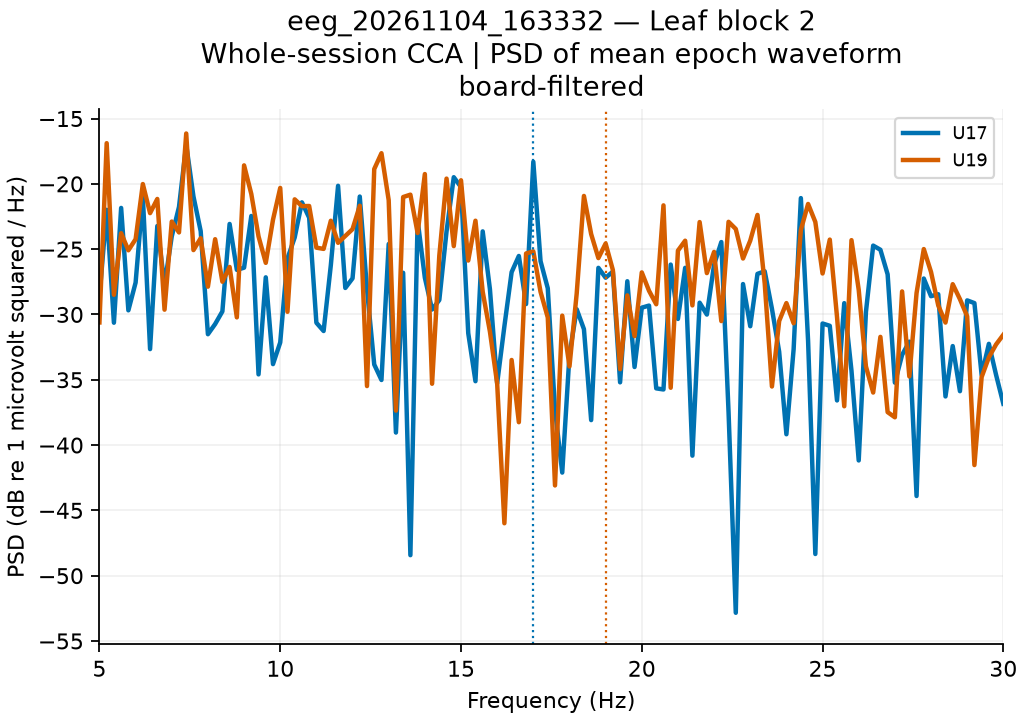 eeg_20261104_163332 — Leaf block 2
Whole-session CCA | PSD of mean epoch waveform
board-filtered
U17
U19
PSD (dB re 1 microvolt squared / Hz)
−15
−20
−25
−30
−35
−40
−45
−50
−55
5
10
15
20
25
30
Frequency (Hz)